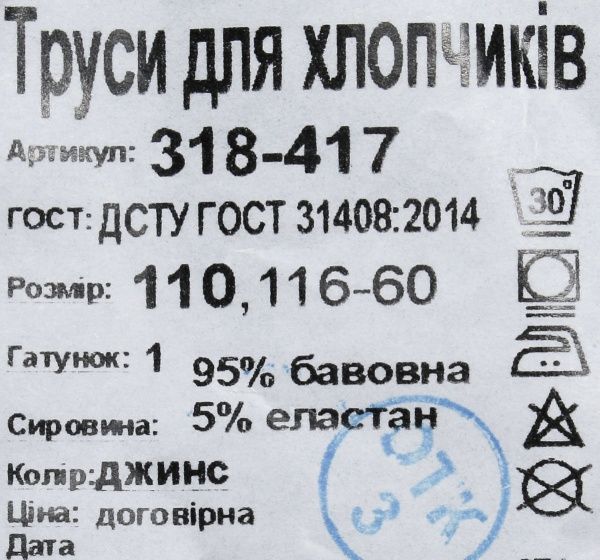 Труси для хлопчиків
Артикул: 318-417
гост: ДСТУ ГОСТ 31408:2014
Розмір: 110,116-60
Гатунок: 1
95% бавовна
Сировина: 5% еластан
Колір:джинс
Ціна: договірна
Дата
30°
ОТК
3